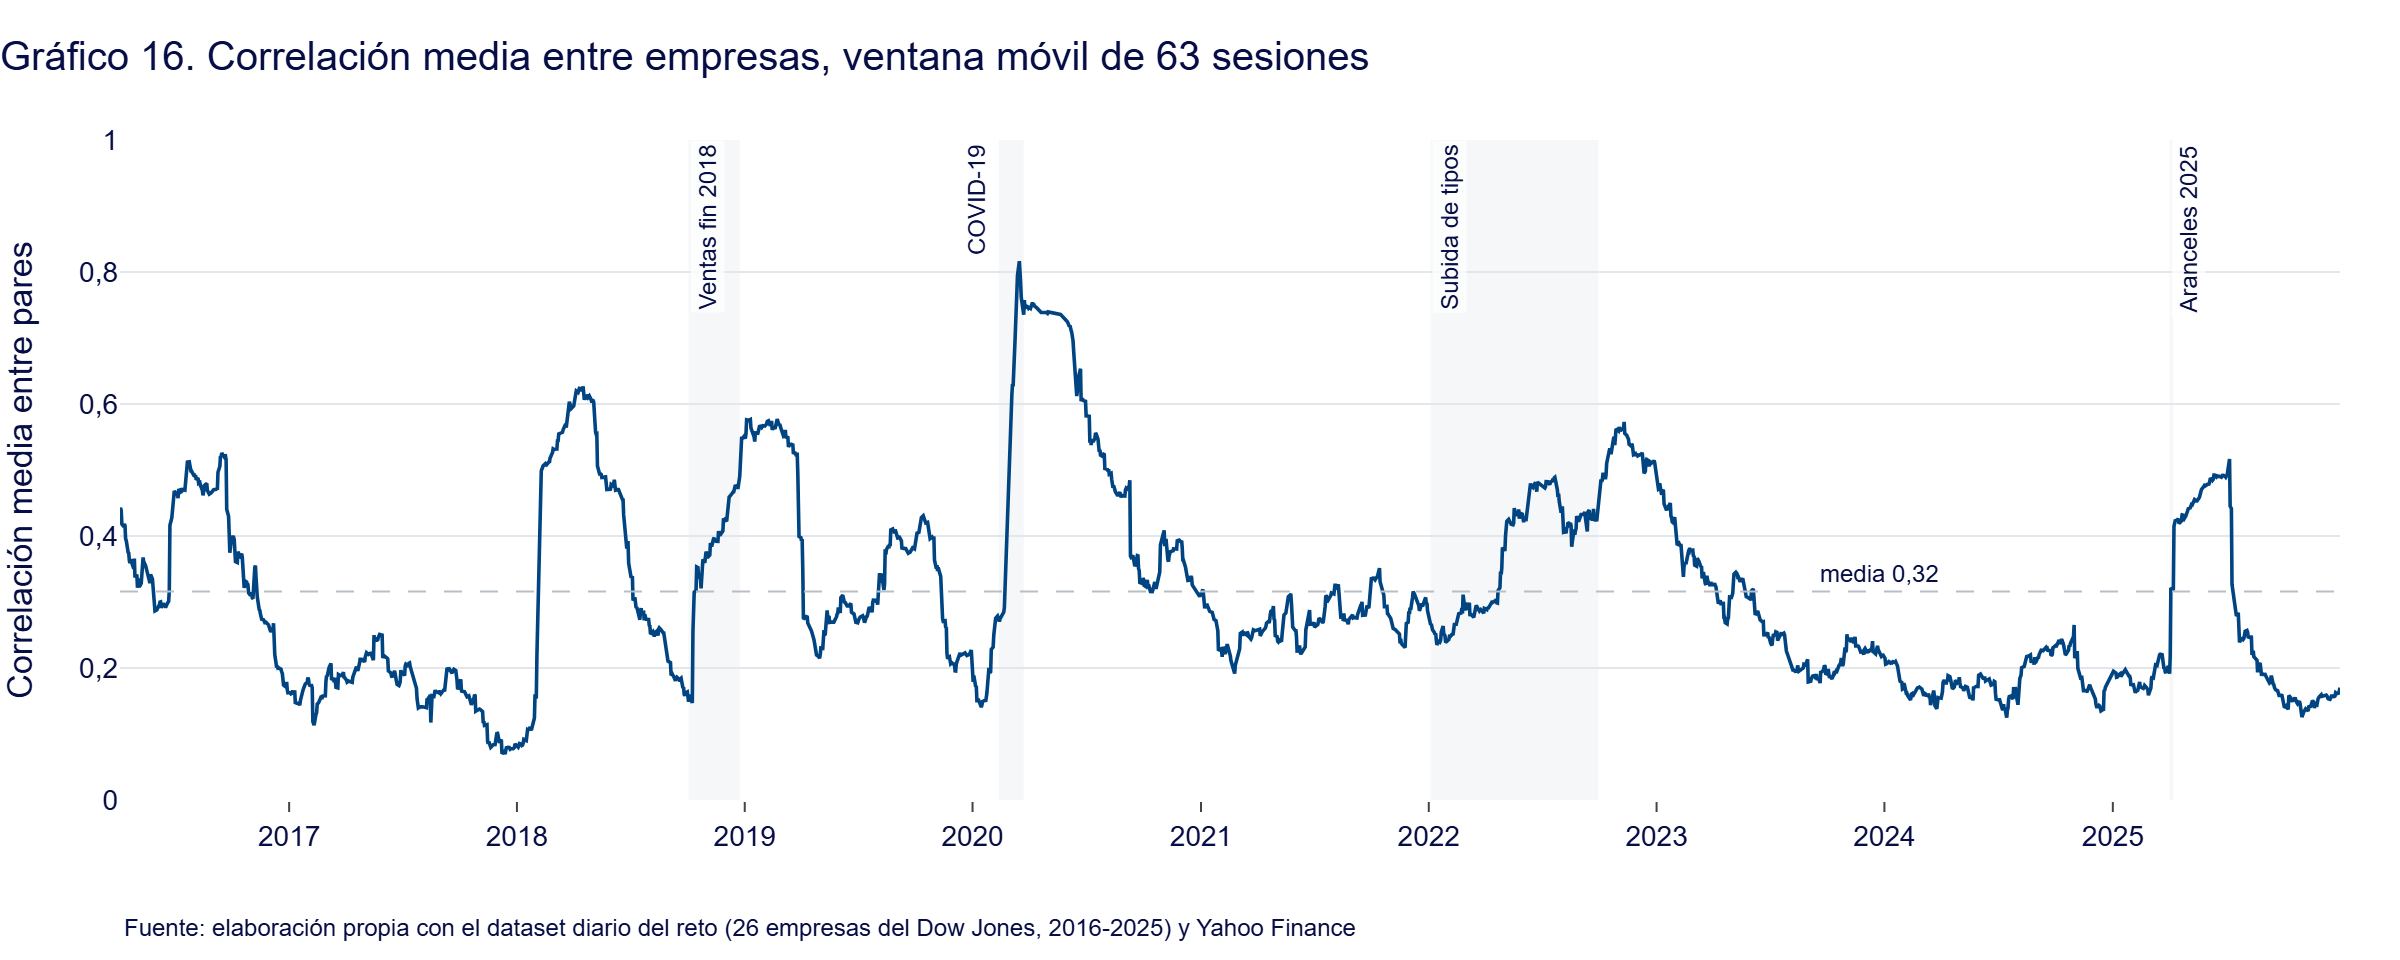 Gráfico 16. Correlación media entre empresas, ventana móvil de 63 sesiones
Correlación media entre pares
1
0,8
0,6
0,4
0,2
0
Ventas fin 2018
COVID-19
Subida de tipos
Aranceles 2025
media 0,32
2017
2018
2019
2020
2021
2022
2023
2024
2025
Fuente: elaboración propia con el dataset diario del reto (26 empresas del Dow Jones, 2016-2025) y Yahoo Finance